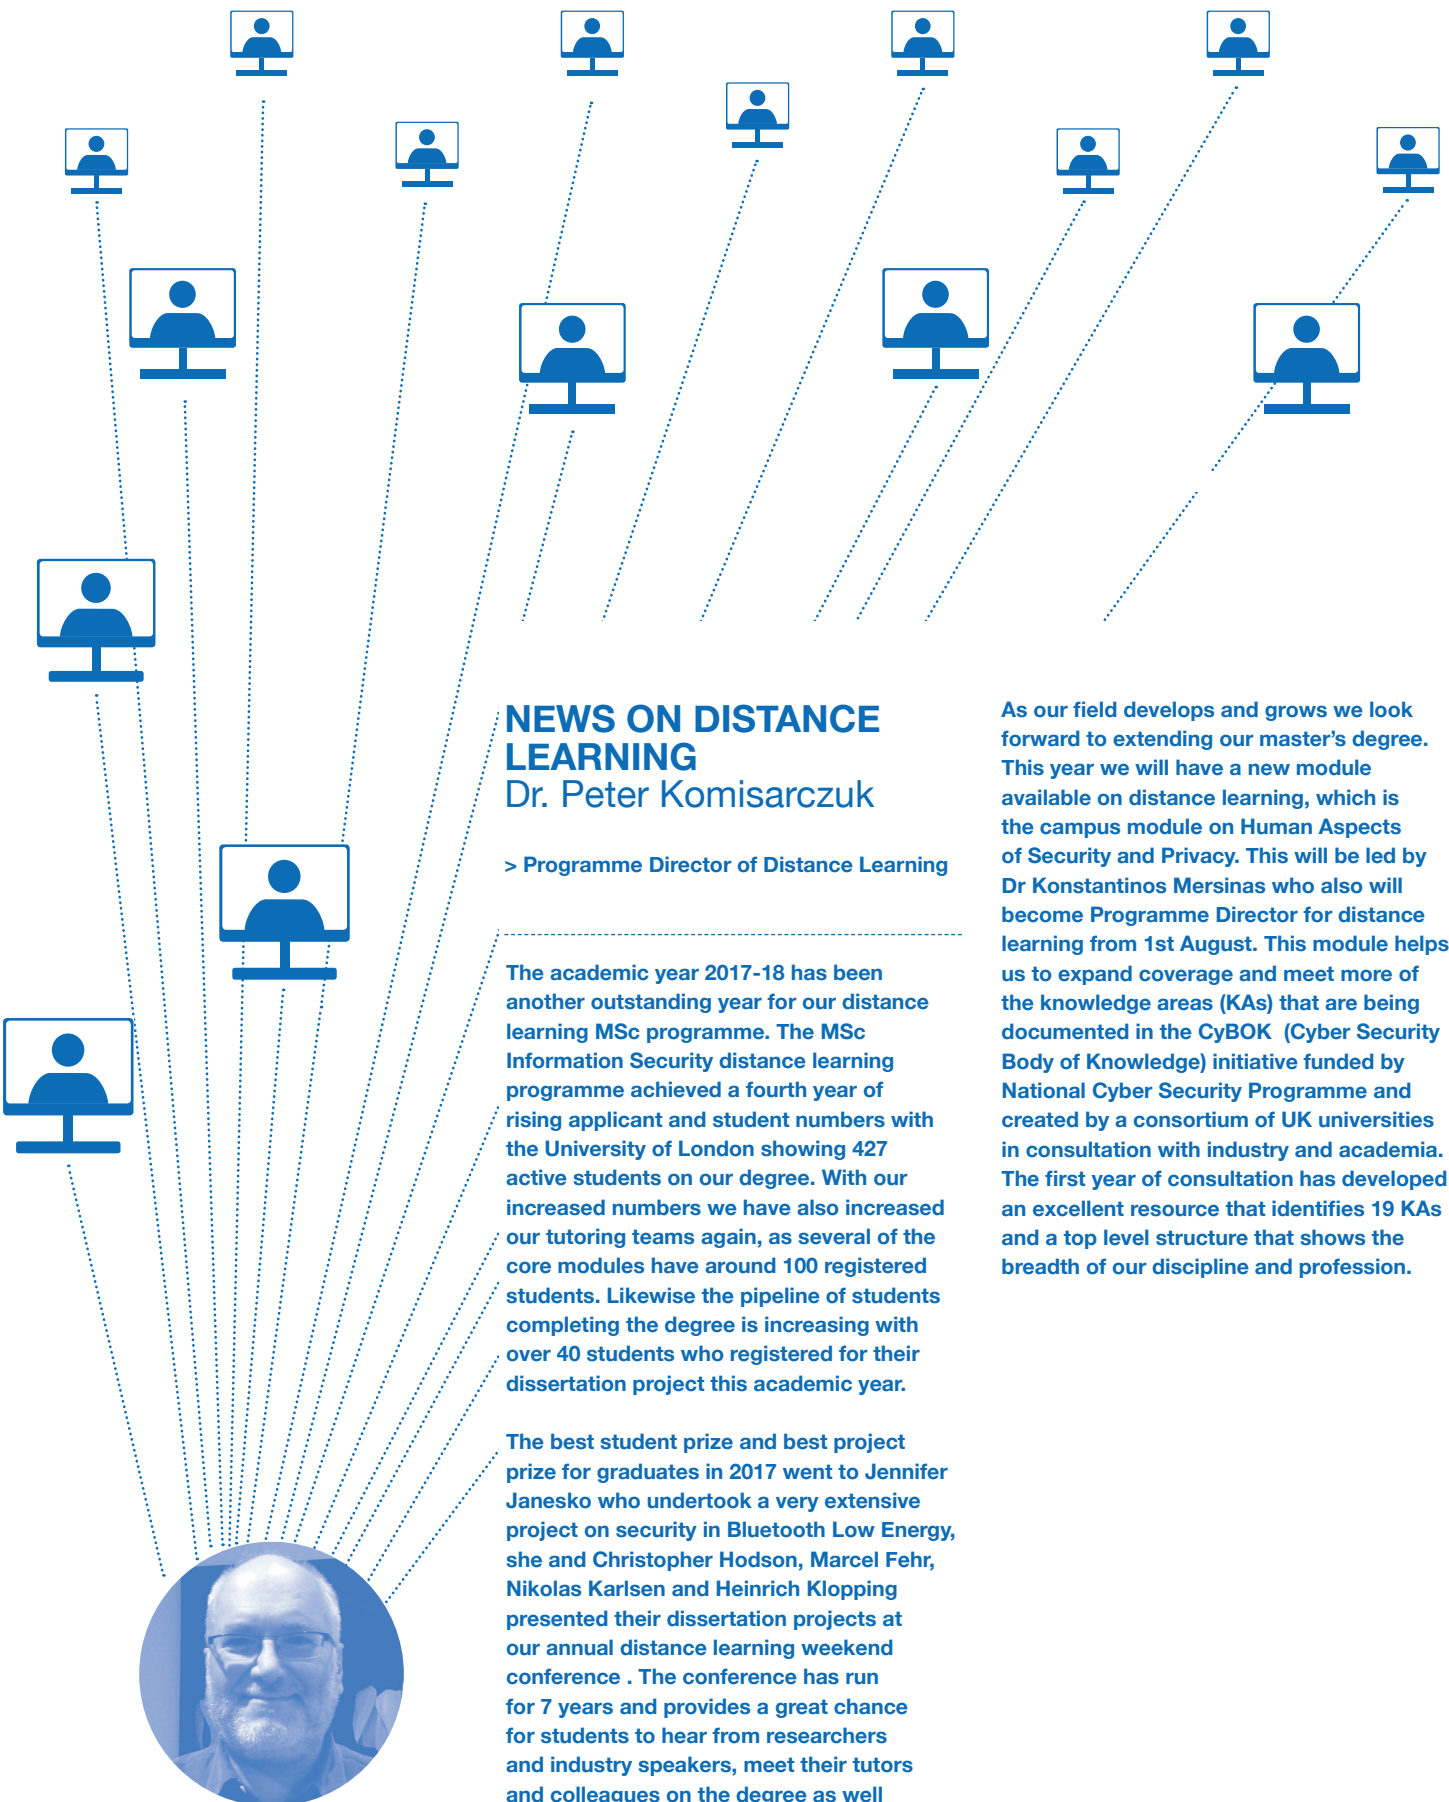 NEWS ON DISTANCE
LEARNING
Dr. Peter Komisarczuk
> Programme Director of Distance Learning
The academic year 2017-18 has been
another outstanding year for our distance
learning MSc programme. The MSc
Information Security distance learning
programme achieved a fourth year of
rising applicant and student numbers with
the University of London showing 427
active students on our degree. With our
increased numbers we have also increased
our tutoring teams again, as several of the
core modules have around 100 registered
students. Likewise the pipeline of students
completing the degree is increasing with
over 40 students who registered for their
dissertation project this academic year.
The best student prize and best project
prize for graduates in 2017 went to Jennifer
Janesko who undertook a very extensive
project on security in Bluetooth Low Energy,
she and Christopher Hodson, Marcel Fehr,
Nikolas Karlsen and Heinrich Klopping
presented their dissertation projects at
our annual distance learning weekend
conference . The conference has run
for 7 years and provides a great chance
for students to hear from researchers
and industry speakers, meet their tutors
and colleagues on the degree as well
As our field develops and grows we look
forward to extending our master’s degree.
This year we will have a new module
available on distance learning, which is
the campus module on Human Aspects
of Security and Privacy. This will be led by
Dr Konstantinos Mersinas who also will
become Programme Director for distance
learning from 1st August. This module helps
us to expand coverage and meet more of
the knowledge areas (KAs) that are being
documented in the CyBOK  (Cyber Security
Body of Knowledge) initiative funded by
National Cyber Security Programme and
created by a consortium of UK universities
in consultation with industry and academia.
The first year of consultation has developed
an excellent resource that identifies 19 KAs
and a top level structure that shows the
breadth of our discipline and profession.